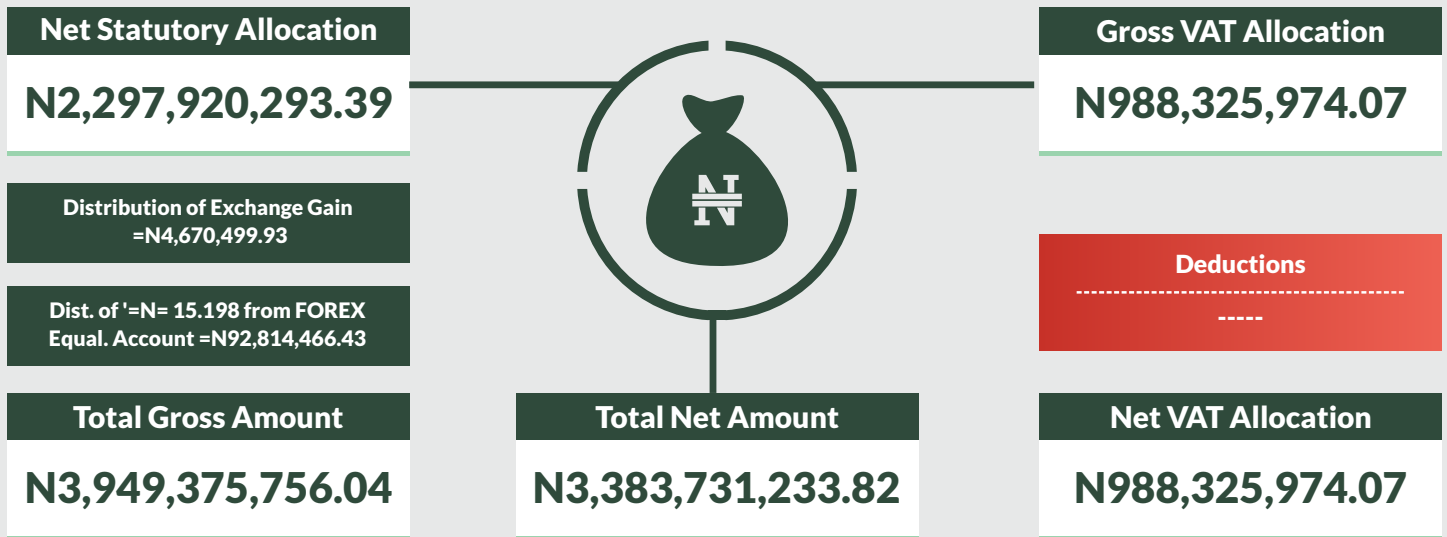 Net Statutory Allocation
N2,297,920,293.39
Distribution of Exchange Gain
=N4,670,499.93
Dist. of '=N= 15.198 from FOREX
Equal. Account =N92,814,466.43
Total Gross Amount
N3,949,375,756.04
₦
Total Net Amount
N3,383,731,233.82
Gross VAT Allocation
N988,325,974.07
Deductions
--------------------------------------------
-----
Net VAT Allocation
N988,325,974.07